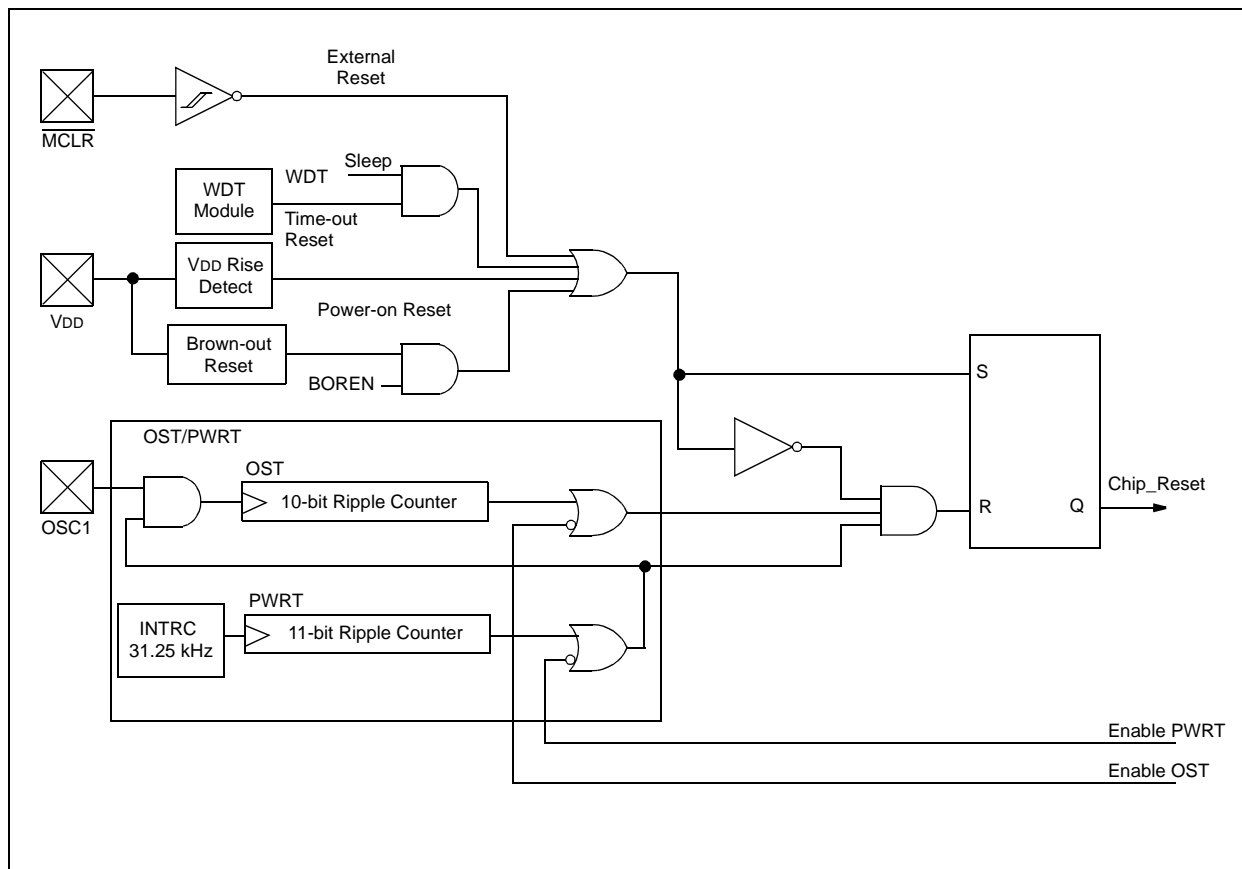 External
Reset
MCLR
Sleep
WDT
WDT
Module
Time-out
Reset
VDD Rise
Detect
VDD
Power-on Reset
Brown-out
Reset
BOREN
S
OST/PWRT
OST
10-bit Ripple Counter
OSC1
Chip_Reset
R
Q
PWRT
INTRC
31.25 kHz
11-bit Ripple Counter
Enable PWRT
Enable OST